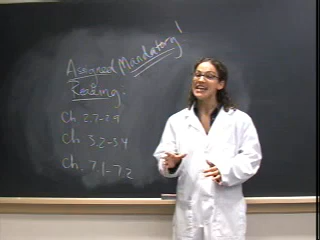 Assigned Mandatory!
Reading:
Ch 2.7-2.9
Ch 3.2-3.4
Ch. 7.1-7.2